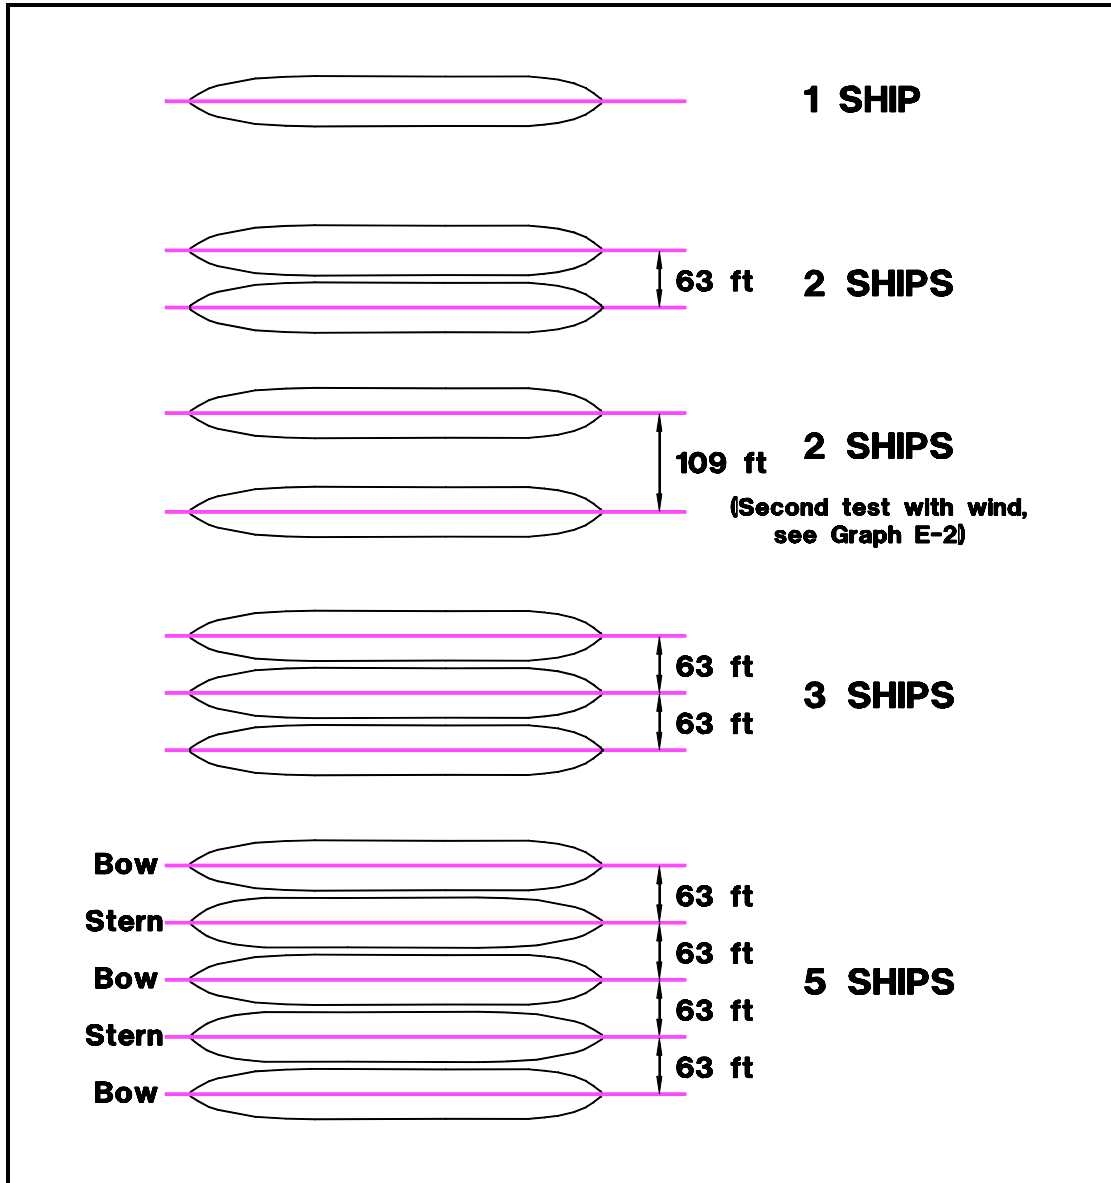 1 SHIP
63 ft
2 SHIPS
2 SHIPS
109 ft
(Second test with wind,
see Graph E-2)
63 ft
3 SHIPS
63 ft
Bow
63 ft
Stern
63 ft
Bow
5 SHIPS
63 ft
Stern
63 ft
Bow